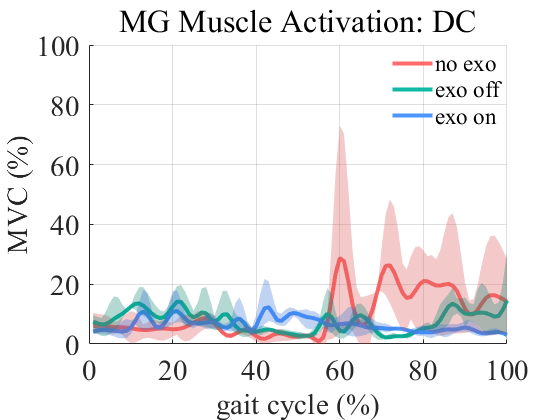 MG Muscle Activation: DC
MVC (%)
100
80
60
40
20
0
no exo
exo off
exo on
0 20 40 60 80 100
gait cycle (%)